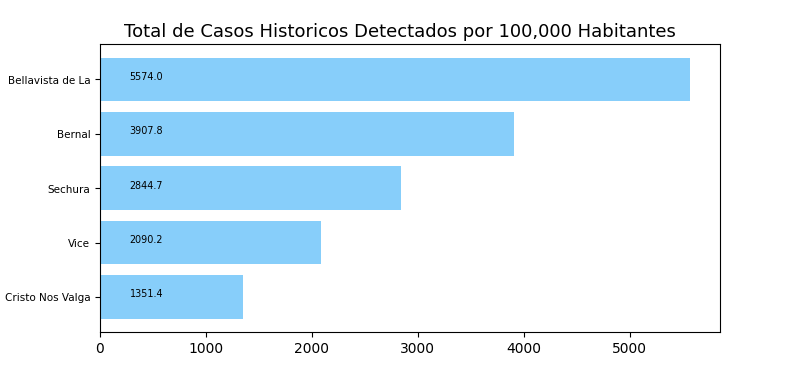 Total de Casos Historicos Detectados por 100,000 Habitantes
Bellavista de La
5574.0
Bernal
3907.8
Sechura
2844.7
Vice
2090.2
Cristo Nos Valga
1351.4
0 1000 2000 3000 4000 5000